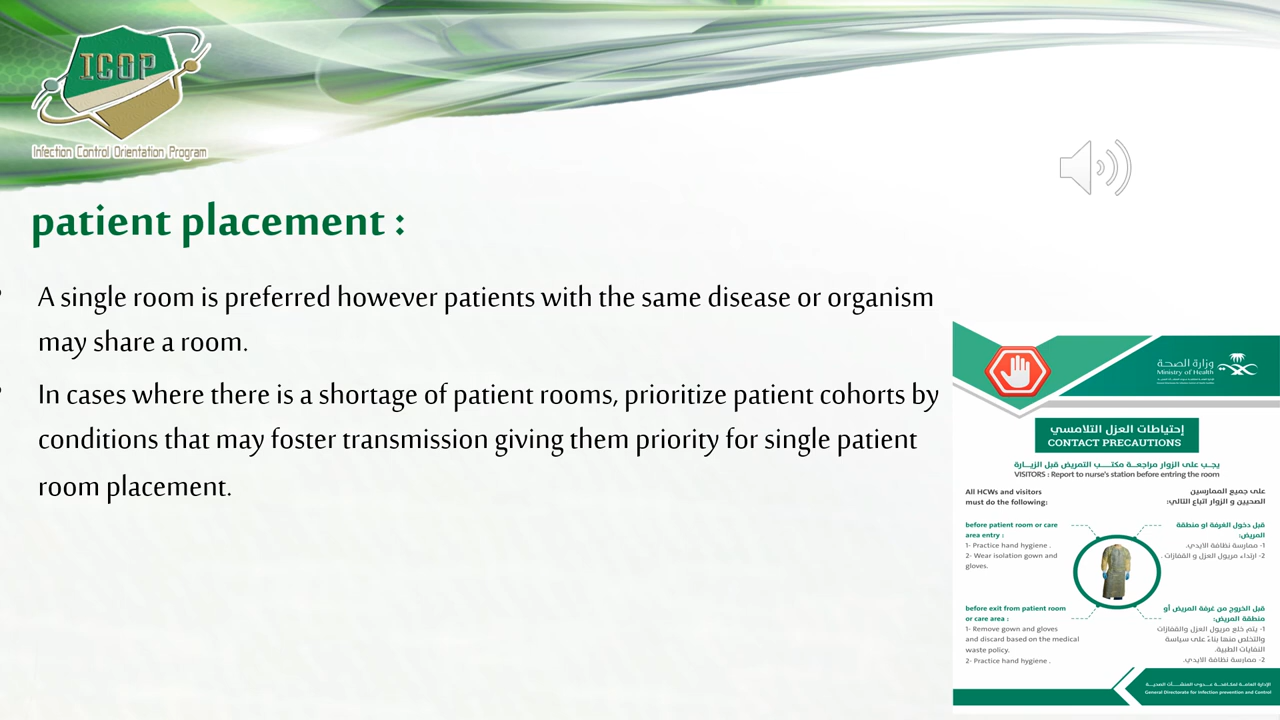 ICOP
Infection Control Orientation Program
patient placement :
• A single room is preferred however patients with the same disease or organism
may share a room.
• In cases where there is a shortage of patient rooms, prioritize patient cohorts by
conditions that may foster transmission giving them priority for single patient
room placement.
وزارة الصحة
Ministry of Health
إحتياطات العزل التلامسي
CONTACT PRECAUTIONS
يجب على الزوار مراجعة مكتب التمريض قبل الزيارة
VISITORS : Report to nurse's station before entring the room
All HCWs and visitors
must do the following:
على جميع الممارسين
الصحيين و الزوار اتباع التالي:
before patient room or care
area entry :
1- Practice hand hygiene .
2- Wear isolation gown and
gloves.
قبل دخول الغرفة او منطقة
المريض:
1- ممارسة نظافة الايدي.
2- ارتداء مريول العزل و القفازات .
before exit from patient room
or care area :
1- Remove gown and gloves
and discard based on the medical
waste policy.
2- Practice hand hygiene .
قبل الخروج من غرفة المريض أو
منطقة المريض:
1- يتم خلع مريول العزل والقفازات
والتخلص منها بناءً على سياسة
النفايات الطبية.
2- ممارسة نظافة الايدي.
الإدارة العامة لمكافحة عدوى المنشآت الصحية
General Directorate for Infection prevention and Control